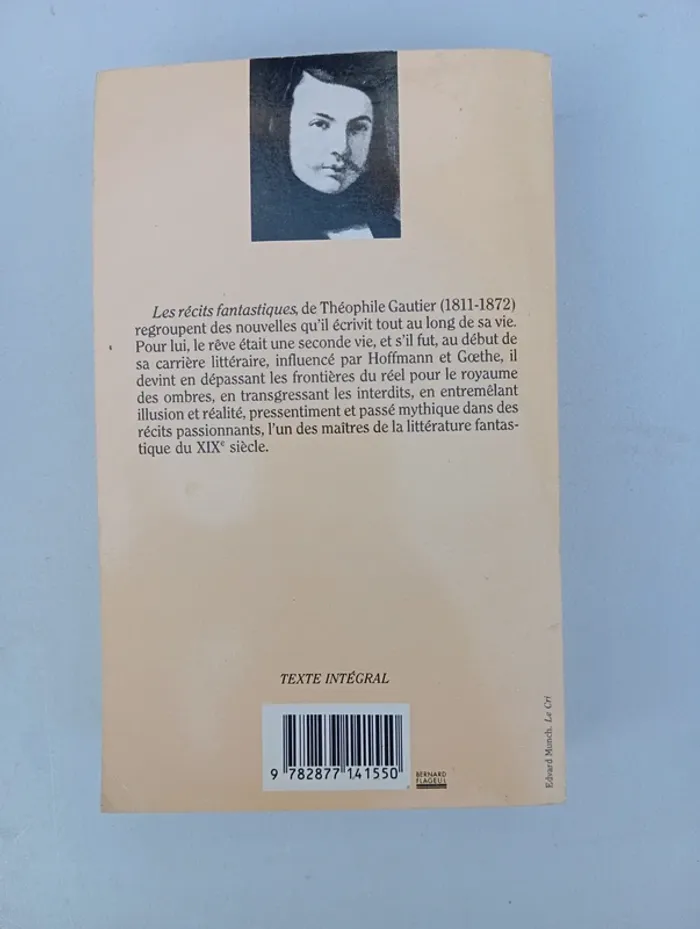 Les récits fantastiques, de Théophile Gautier (1811-1872)
regroupent des nouvelles qu'il écrivit tout au long de sa vie.
Pour lui, le rêve était une seconde vie, et s'il fut, au début de
sa carrière littéraire, influencé par Hoffmann et Gœthe, il
devint en dépassant les frontières du réel pour le royaume
des ombres, en transgressant les interdits, en entremêlant
illusion et réalité, pressentiment et passé mythique dans des
récits passionnants, l'un des maîtres de la littérature fantas-
tique du XIXe siècle.
TEXTE INTÉGRAL
9 782877 141550
BERNARD
FLAGEUL
Edvard Munch. Le Cri